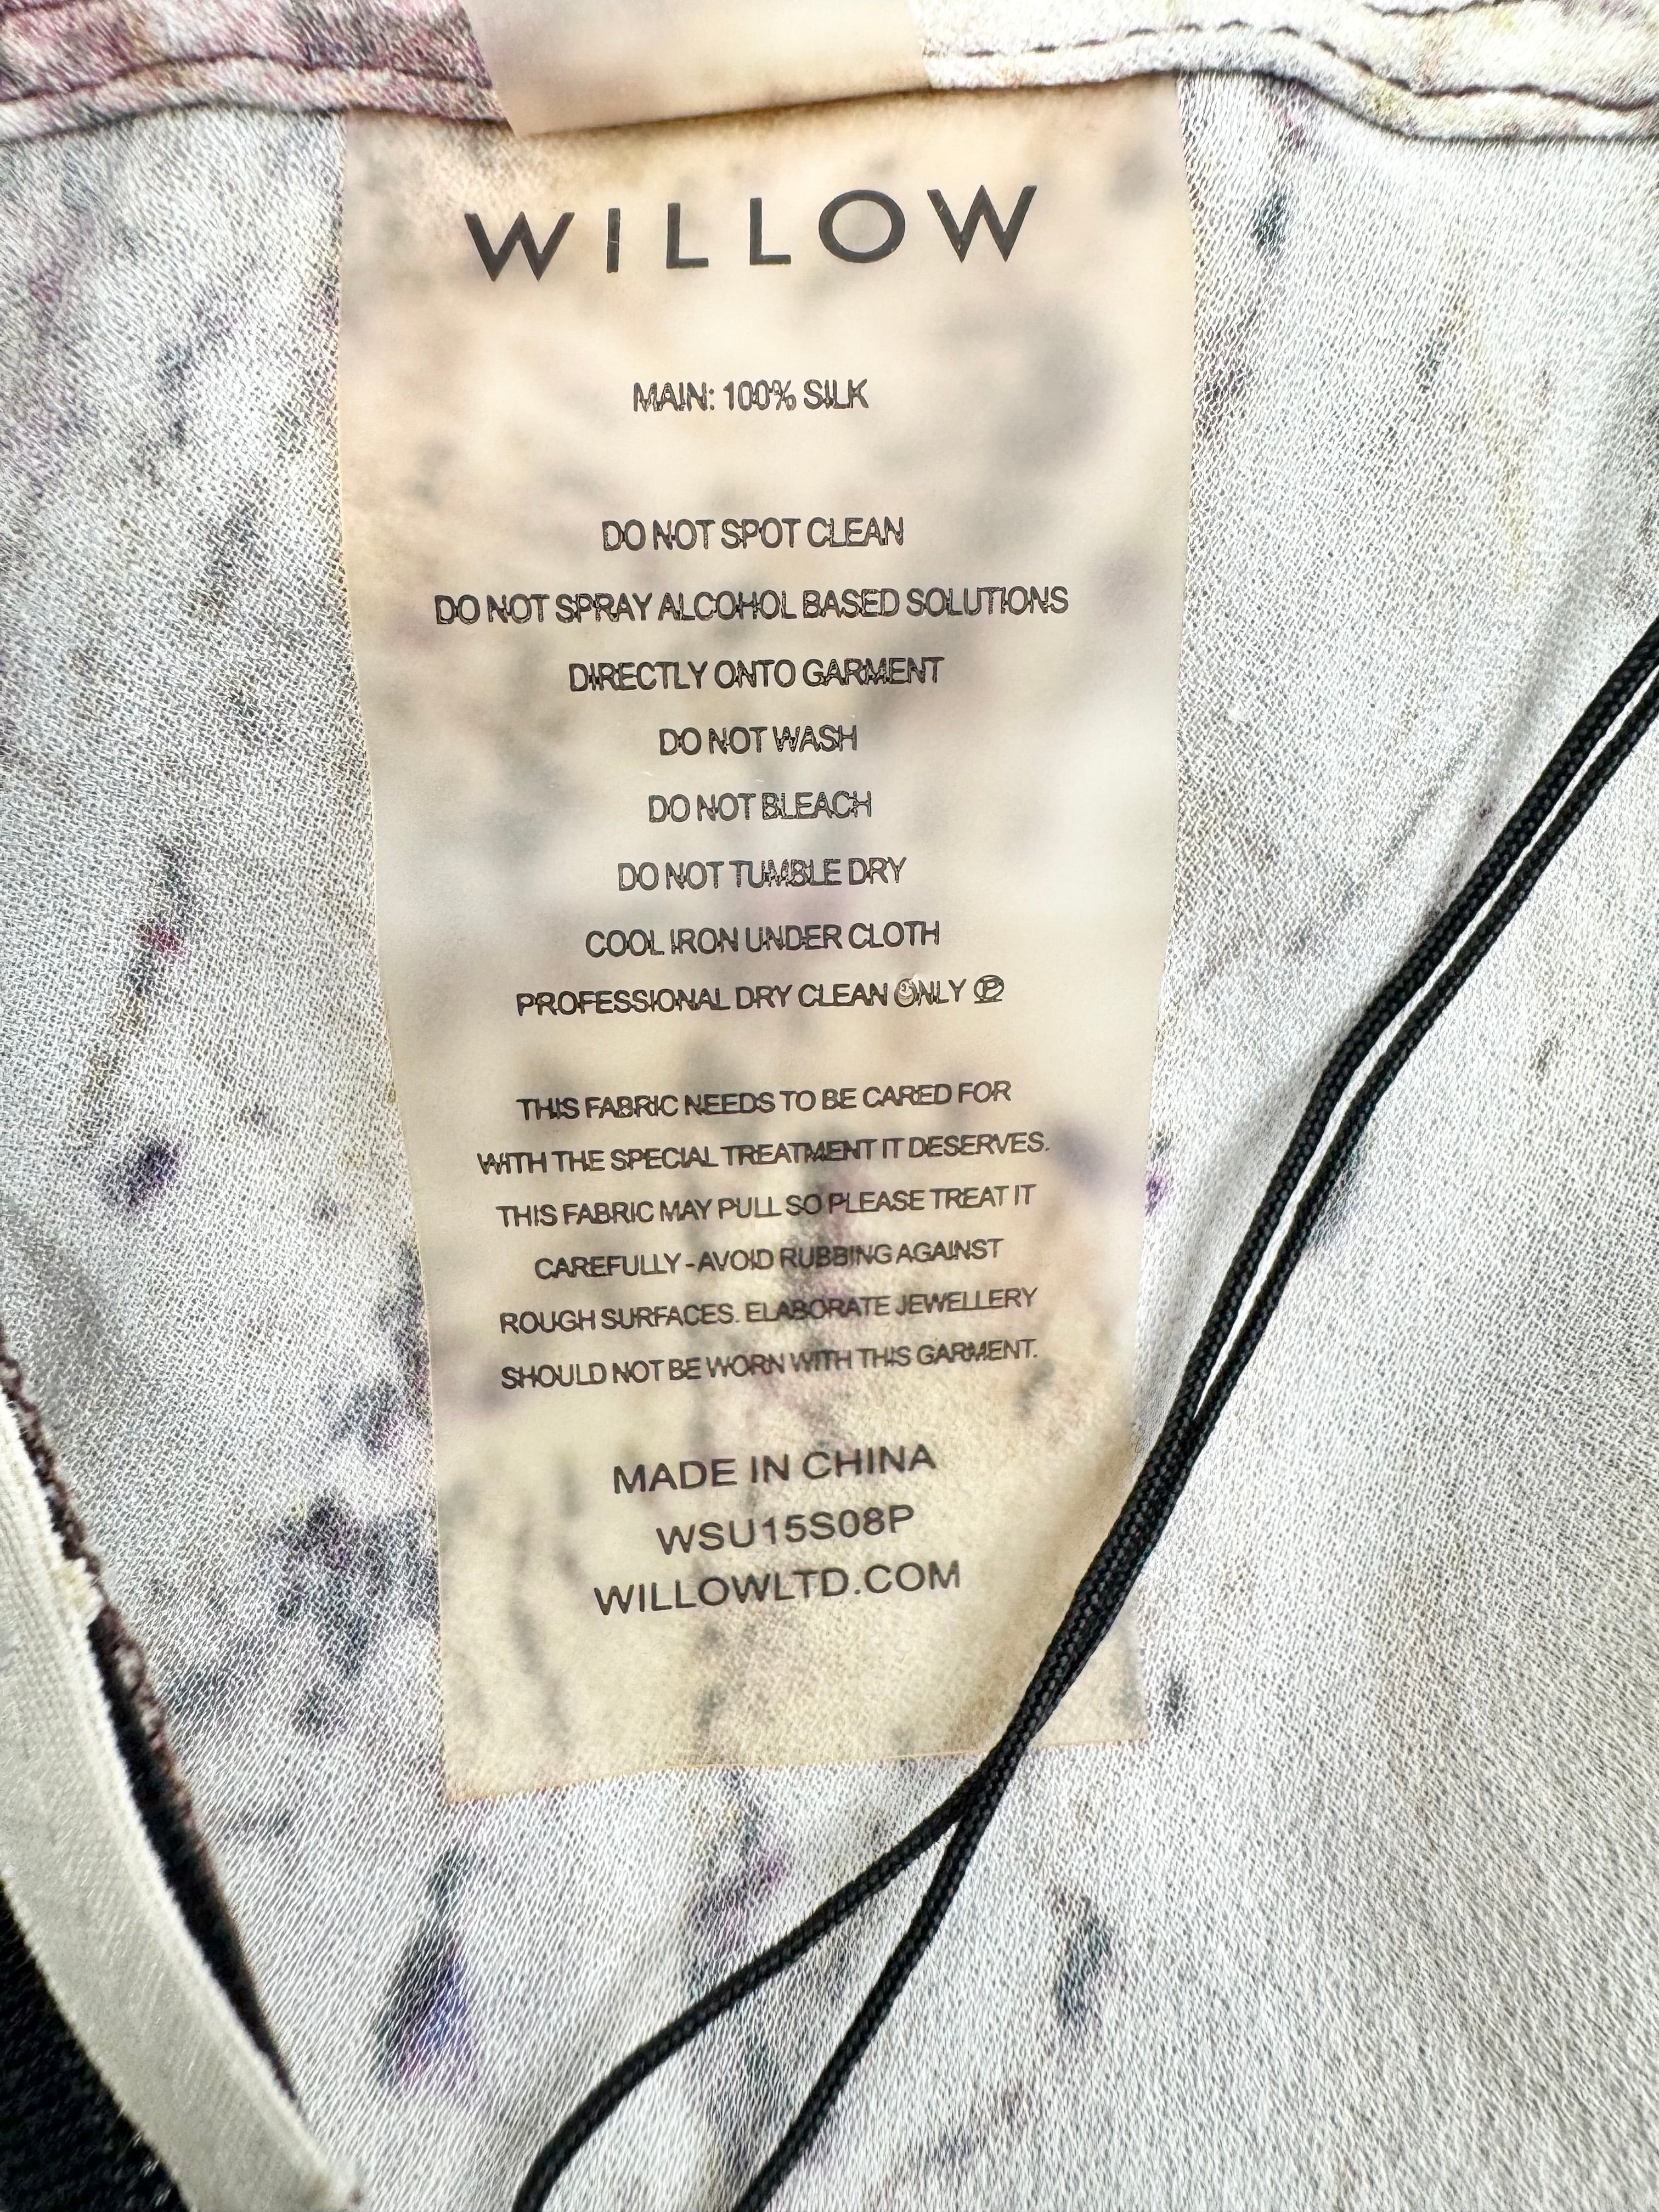 WILLOW
MAIN: 100% SILK
DO NOT SPOT CLEAN
DO NOT SPRAY ALCOHOL BASED SOLUTIONS
DIRECTLY ONTO GARMENT
DO NOT WASH
DO NOT BLEACH
DO NOT TUMBLE DRY
COOL IRON UNDER CLOTH
PROFESSIONAL DRY CLEAN ONLY Ⓟ
THIS FABRIC NEEDS TO BE CARED FOR
WITH THE SPECIAL TREATMENT IT DESERVES.
THIS FABRIC MAY PULL SO PLEASE TREAT IT
CAREFULLY - AVOID RUBBING AGAINST
ROUGH SURFACES. ELABORATE JEWELLERY
SHOULD NOT BE WORN WITH THIS GARMENT.
MADE IN CHINA
WSU15S08P
WILLOWLTD.COM